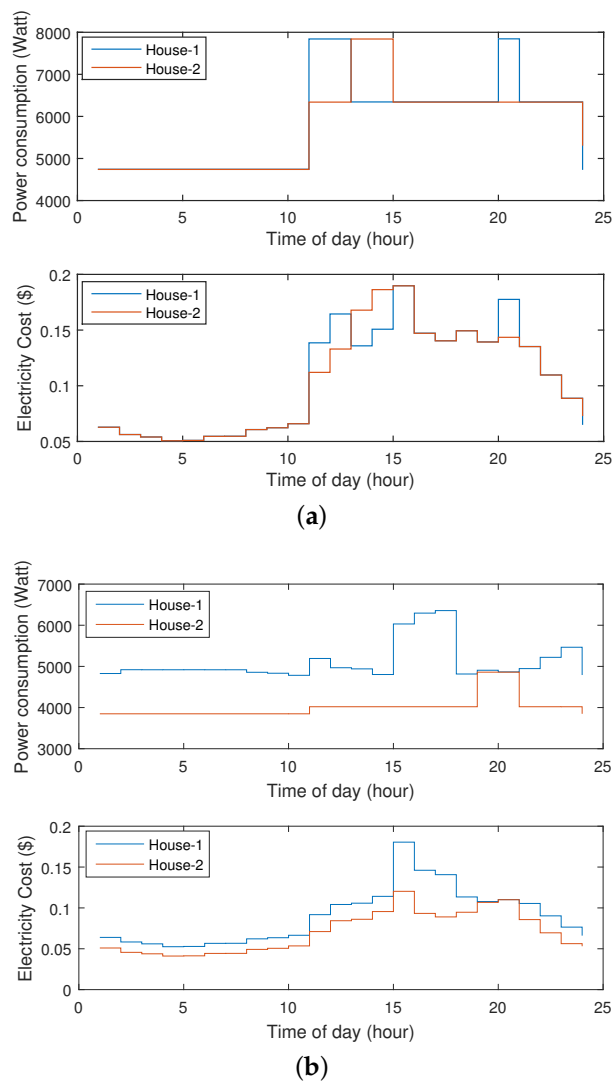 8000
7000
6000
5000
4000
Power consumption (Watt)
House-1
House-2
0 5 10 15 20 25
Time of day (hour)
0.2
0.15
0.1
0.05
Electricity Cost ($)
House-1
House-2
0 5 10 15 20 25
Time of day (hour)
(a)
7000
6000
5000
4000
3000
Power consumption (Watt)
House-1
House-2
0 5 10 15 20 25
Time of day (hour)
0.2
0.15
0.1
0.05
0
Electricity Cost ($)
House-1
House-2
0 5 10 15 20 25
Time of day (hour)
(b)